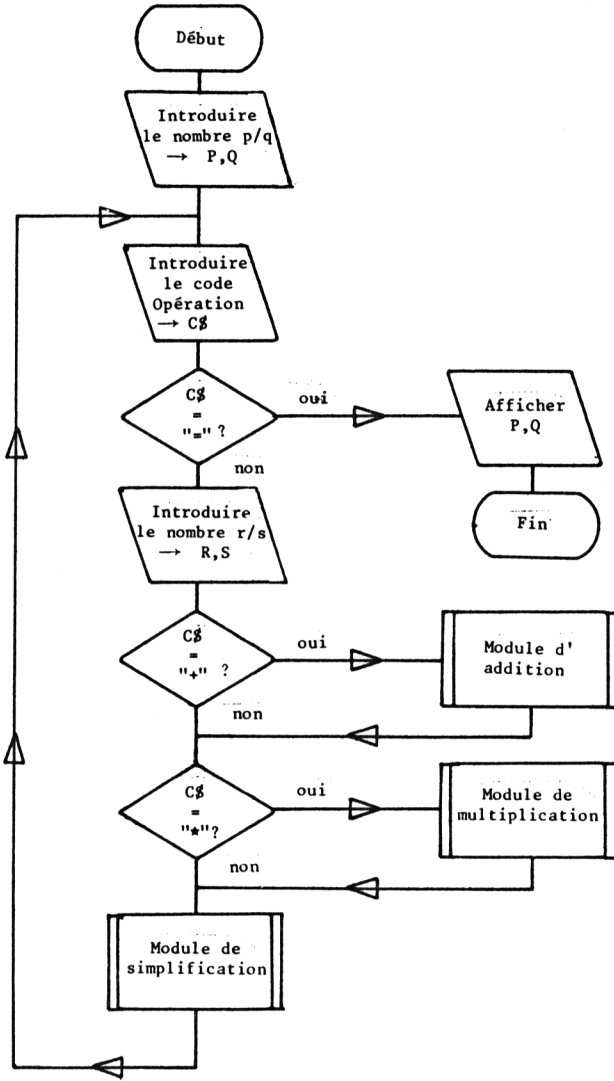 Début
Introduire
le nombre p/q
→ P,Q
Introduire
le code
Opération
→ C$
C$
=
"=" ?
oui
Afficher
P,Q
non
Fin
Introduire
le nombre r/s
→ R,S
C$
=
"+" ?
oui
Module d'
addition
non
C$
=
"*"?
oui
Module de
multiplication
non
Module de
simplification